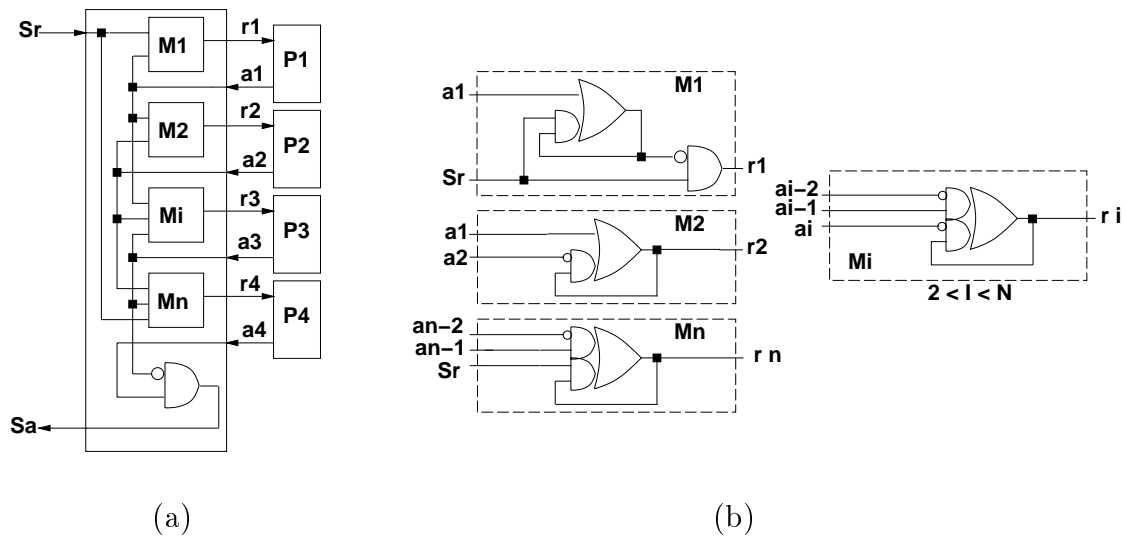 Sr
M1
r1
P1
a1
M2
r2
P2
a2
Mi
r3
P3
a3
Mn
r4
P4
a4
Sa
(a)
M1
a1
Sr
r1
M2
a1
a2
r2
Mn
an-2
an-1
Sr
r n
ai-2
ai-1
ai
r i
Mi
2 < I < N
(b)